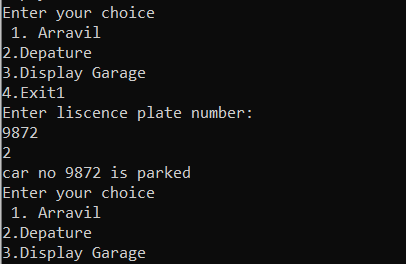 Enter your choice
 1. Arravil
2.Depature
3.Display Garage
4.Exit1
Enter liscence plate number:
9872
2
car no 9872 is parked
Enter your choice
 1. Arravil
2.Depature
3.Display Garage